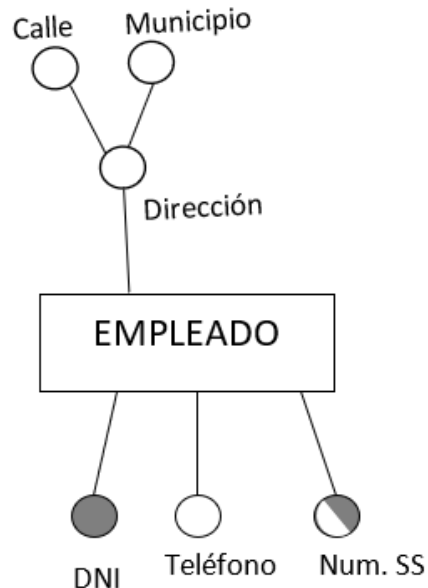 Calle
Municipio
Dirección
EMPLEADO
DNI
Teléfono
Num. SS